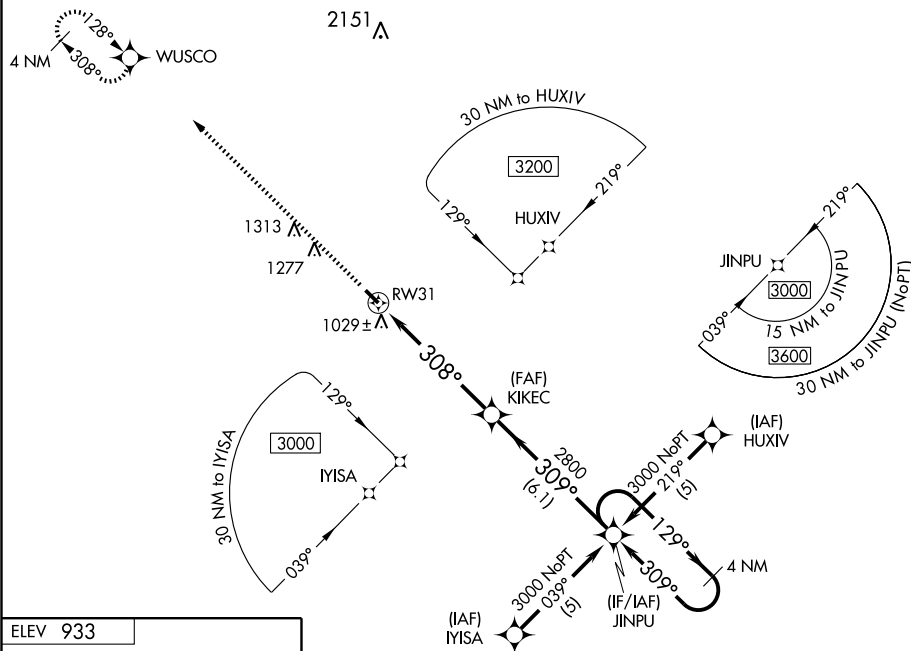 2151
128°
4 NM
308°
WUSCO
30 NM to HUXIV
3200
219°
129°
HUXIV
219°
JINPU
3000
039°
15 NM to JINPU
3600
30 NM to JINPU (NoPT)
1313
1277
RW31
1029±
308°
(FAF)
KIKEC
129°
3000
IYISA
30 NM to IYISA
039°
2800
309°
(6.1)
(IAF)
HUXIV
3000 NoPT
219°
(5)
129°
309°
4 NM
3000 NoPT
039°
(5)
(IF/IAF)
JINPU
(IAF)
IYISA
ELEV 933